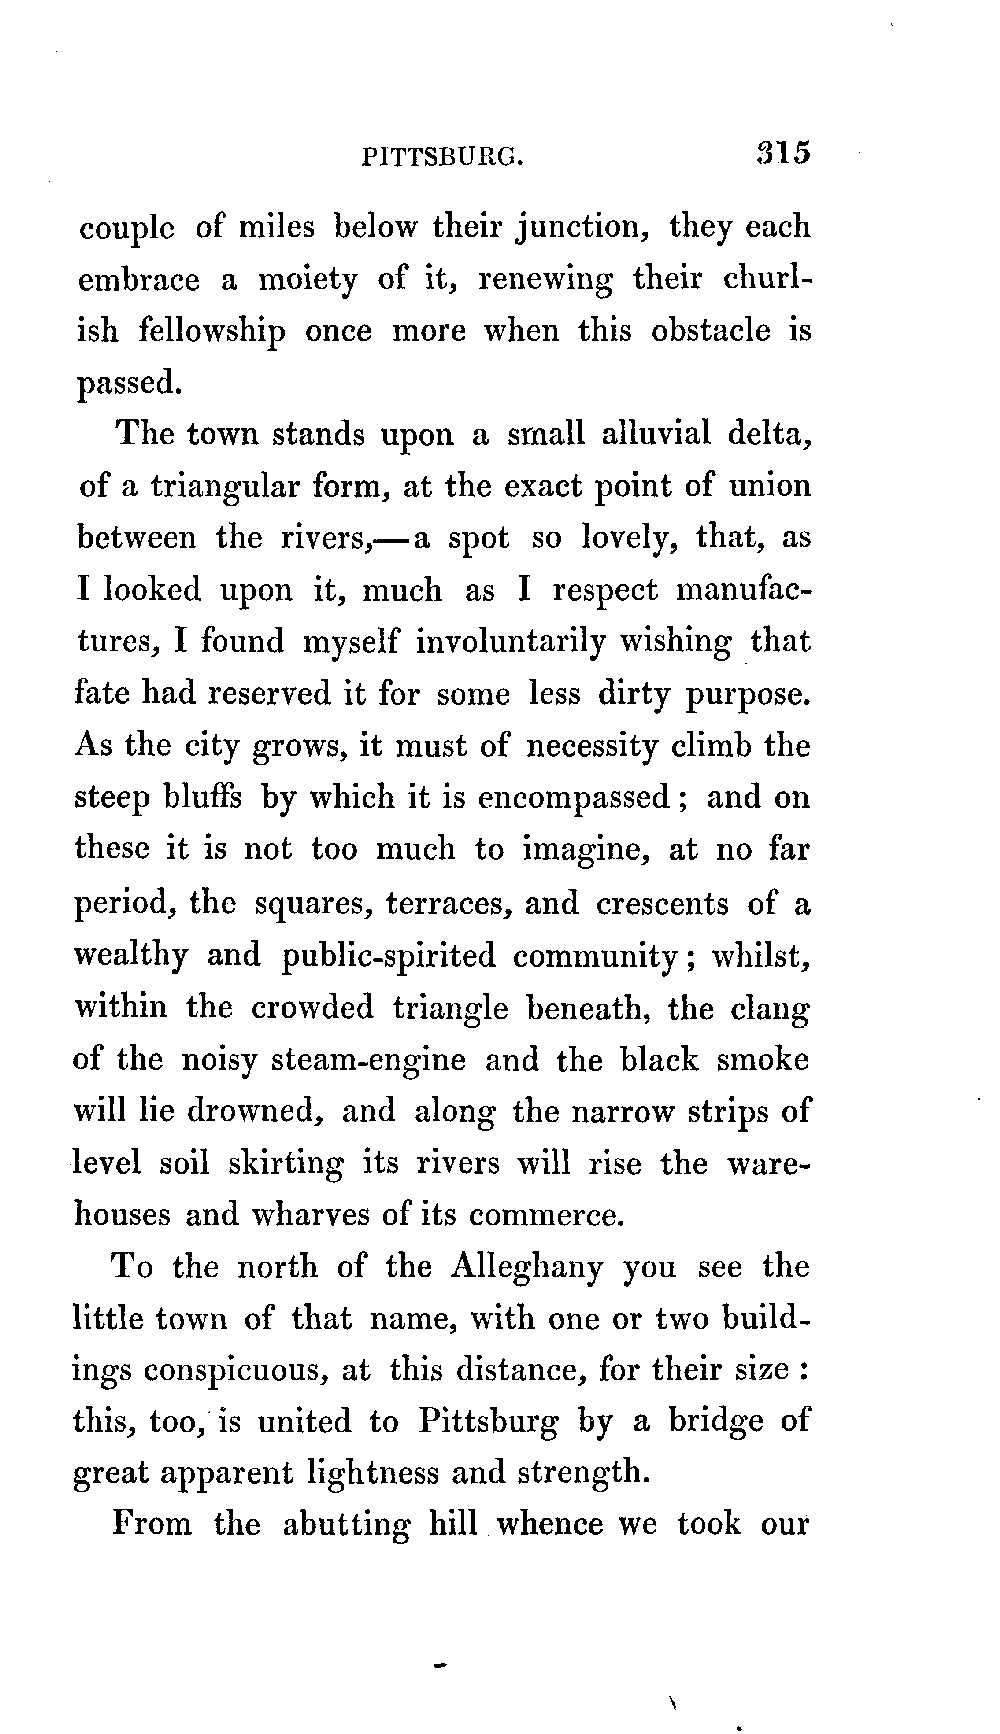 PITTSBURG. 315
couple of miles below their junction, they each
embrace a moiety of it, renewing their churl-
ish fellowship once more when this obstacle is
passed.
The town stands upon a small alluvial delta,
of a triangular form, at the exact point of union
between the rivers,—a spot so lovely, that, as
I looked upon it, much as I respect manufac-
tures, I found myself involuntarily wishing that
fate had reserved it for some less dirty purpose.
As the city grows, it must of necessity climb the
steep bluffs by which it is encompassed; and on
these it is not too much to imagine, at no far
period, the squares, terraces, and crescents of a
wealthy and public-spirited community; whilst,
within the crowded triangle beneath, the clang
of the noisy steam-engine and the black smoke
will lie drowned, and along the narrow strips of
level soil skirting its rivers will rise the ware-
houses and wharves of its commerce.
To the north of the Alleghany you see the
little town of that name, with one or two build-
ings conspicuous, at this distance, for their size :
this, too, is united to Pittsburg by a bridge of
great apparent lightness and strength.
From the abutting hill whence we took our